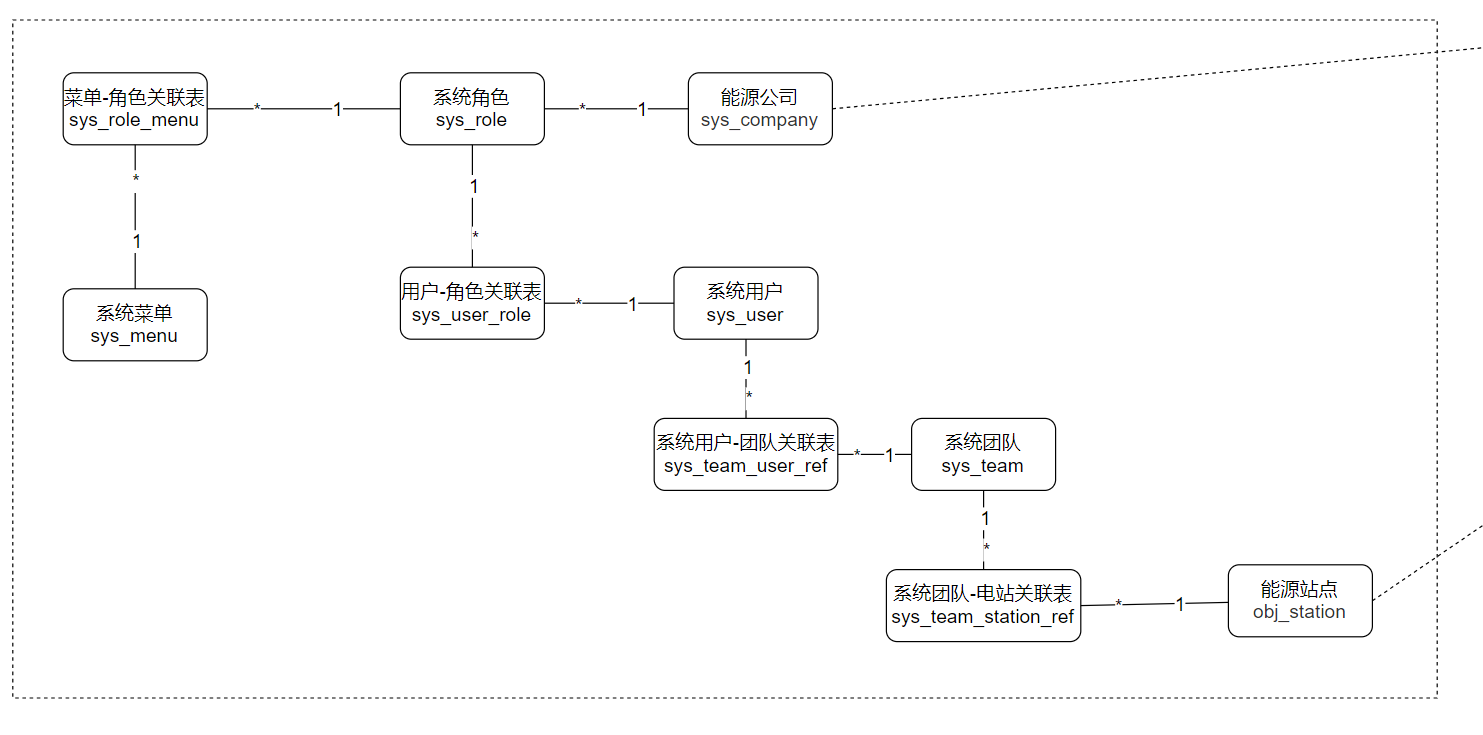 菜单-角色关联表
sys_role_menu
*
1
系统角色
sys_role
*
1
能源公司
sys_company
*
1
系统菜单
sys_menu
1
*
用户-角色关联表
sys_user_role
*
1
系统用户
sys_user
1
*
系统用户-团队关联表
sys_team_user_ref
*
1
系统团队
sys_team
1
*
系统团队-电站关联表
sys_team_station_ref
*
1
能源站点
obj_station